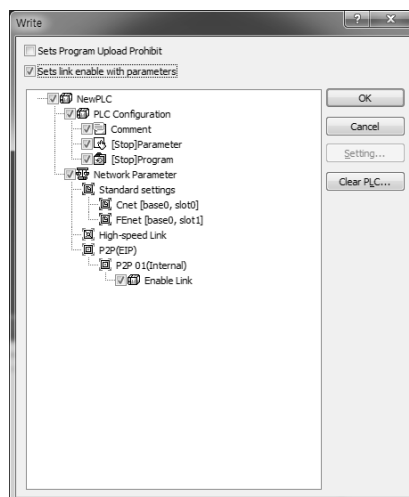 Write
Sets Program Upload Prohibit
Sets link enable with parameters
NewPLC
PLC Configuration
Comment
[Stop]Parameter
[Stop]Program
Network Parameter
Standard settings
Cnet [base0, slot0]
FEnet [base0, slot1]
High-speed Link
P2P(EIP)
P2P 01(Internal)
Enable Link
OK
Cancel
Setting...
Clear PLC...